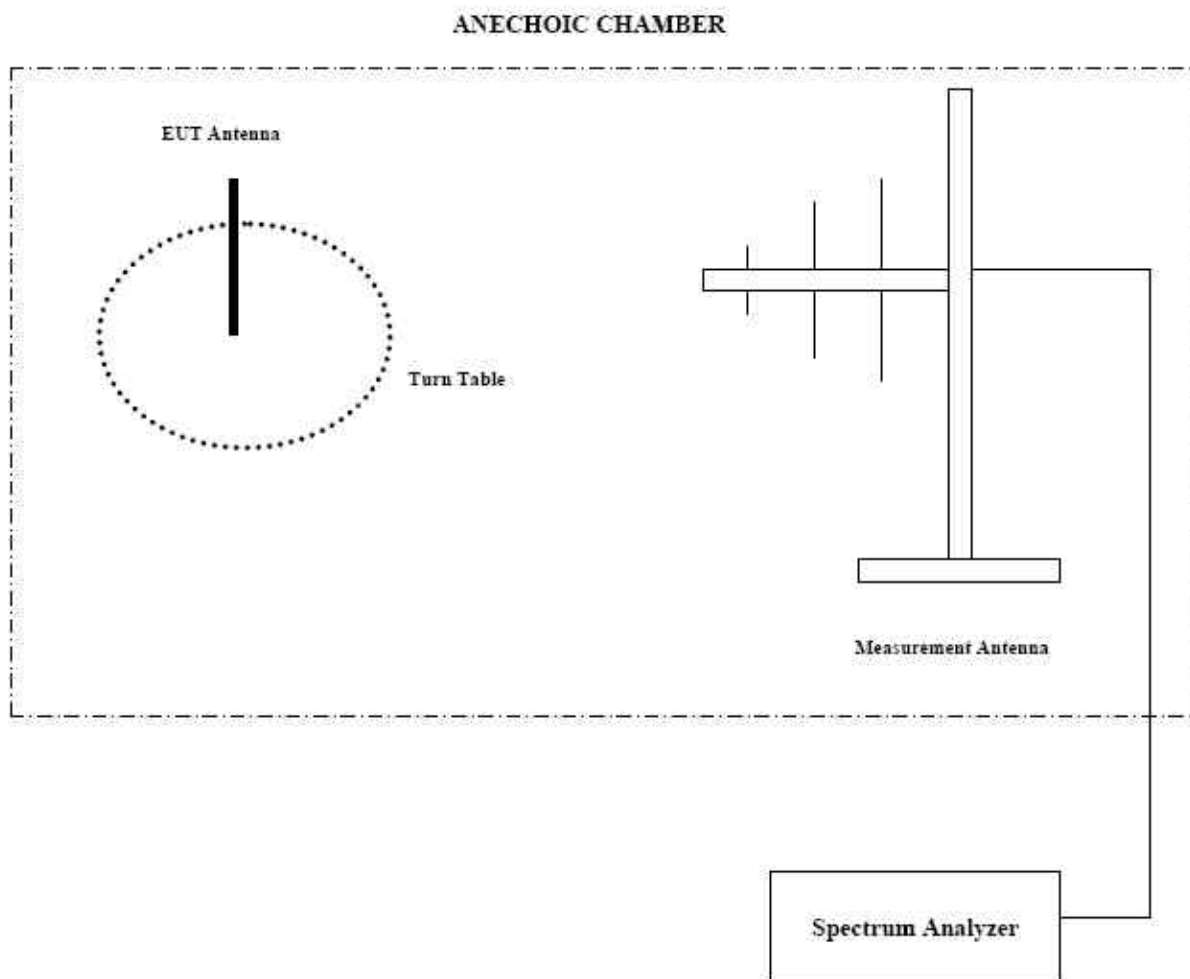 ANECHOIC CHAMBER
EUT Antenna
Turn Table
Measurement Antenna
Spectrum Analyzer